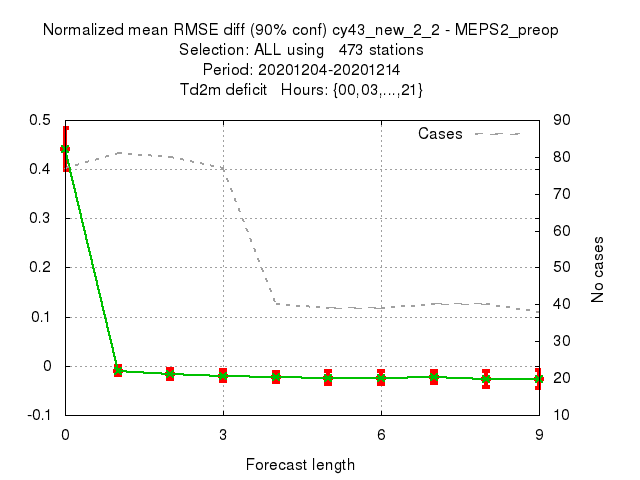 Normalized mean RMSE diff (90% conf) cy43_new_2_2 - MEPS2_preop
Selection: ALL using   473 stations
Period: 20201204-20201214
Td2m deficit   Hours: {00,03,...,21}
Cases
0.5
0.4
0.3
0.2
0.1
0
-0.1
90
80
70
60
50
40
30
20
10
No cases
0
3
6
9
Forecast length